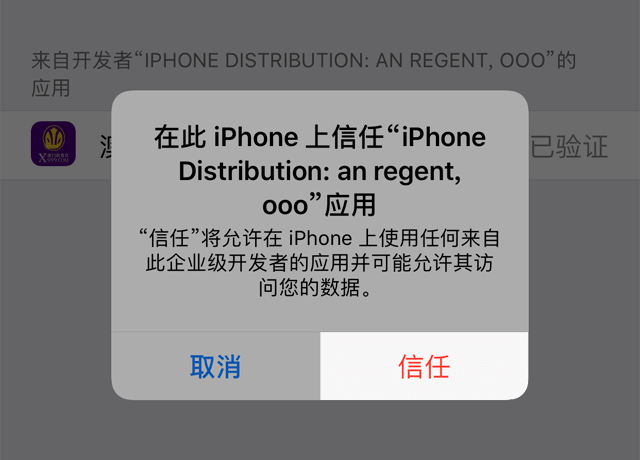 来自开发者“IPHONE DISTRIBUTION: AN REGENT, OOO”的
应用
澳
已验证
在此 iPhone 上信任“iPhone
Distribution: an regent,
ooo”应用
“信任”将允许在 iPhone 上使用任何来自
此企业级开发者的应用并可能允许其访
问您的数据。
取消
信任